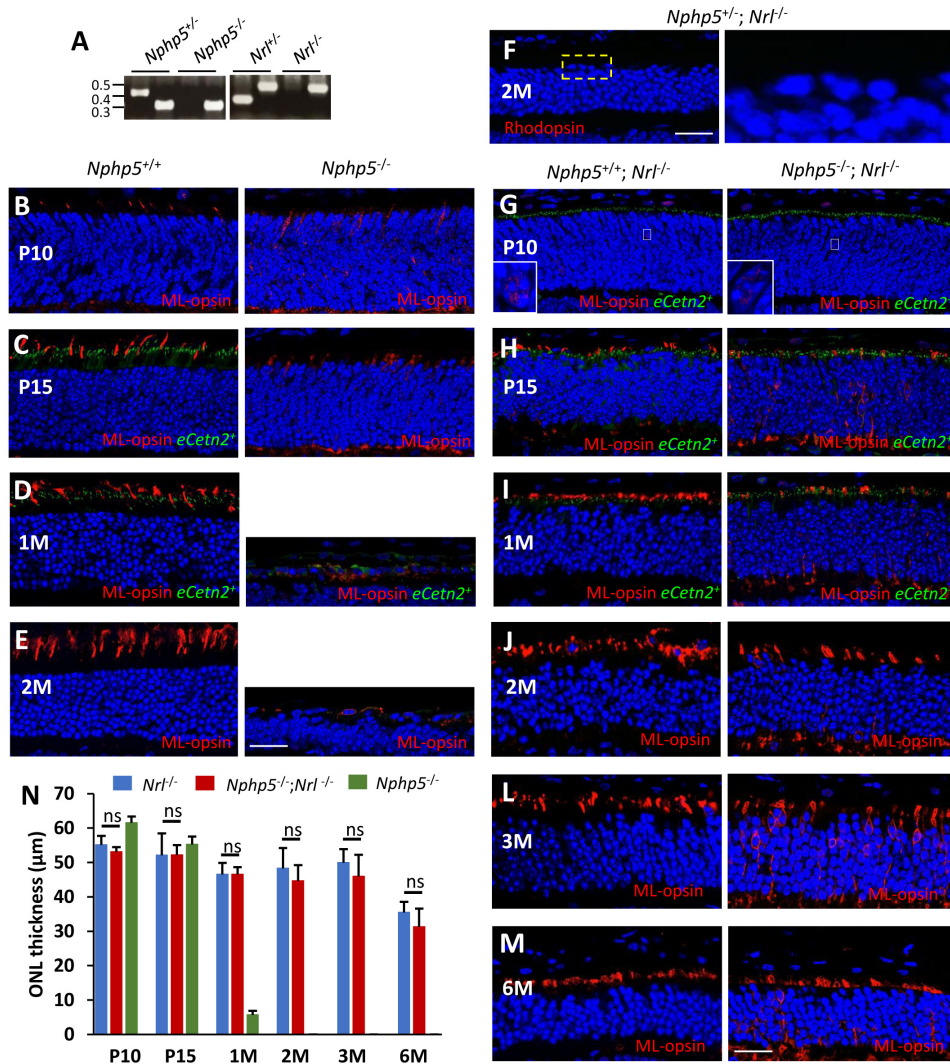 A
Nphp5+/-
Nphp5-/-
Nrl+/-
Nrl-/-
0.5
0.4
0.3
Nphp5+/+
Nphp5-/-
B
P10
ML-opsin
ML-opsin
C
P15
ML-opsin eCetn2+
ML-opsin
D
1M
ML-opsin eCetn2+
ML-opsin eCetn2+
E
2M
ML-opsin
ML-opsin
N
Nrl-/-
Nphp5-/-;Nrl -/-
Nphp5-/-
ONL thickness (µm)
70
60
50
40
30
20
10
0
ns
ns
ns
ns
ns
ns
P10 P15 1M 2M 3M 6M
Nphp5+/-; Nrl-/-
F
2M
Rhodopsin
Nphp5+/+; Nrl-/-
Nphp5-/-; Nrl-/-
G
P10
ML-opsin eCetn2+
ML-opsin eCetn2+
H
P15
ML-opsin eCetn2+
ML-opsin eCetn2+
I
1M
ML-opsin eCetn2+
ML-opsin eCetn2+
J
2M
ML-opsin
ML-opsin
L
3M
ML-opsin
ML-opsin
M
6M
ML-opsin
ML-opsin